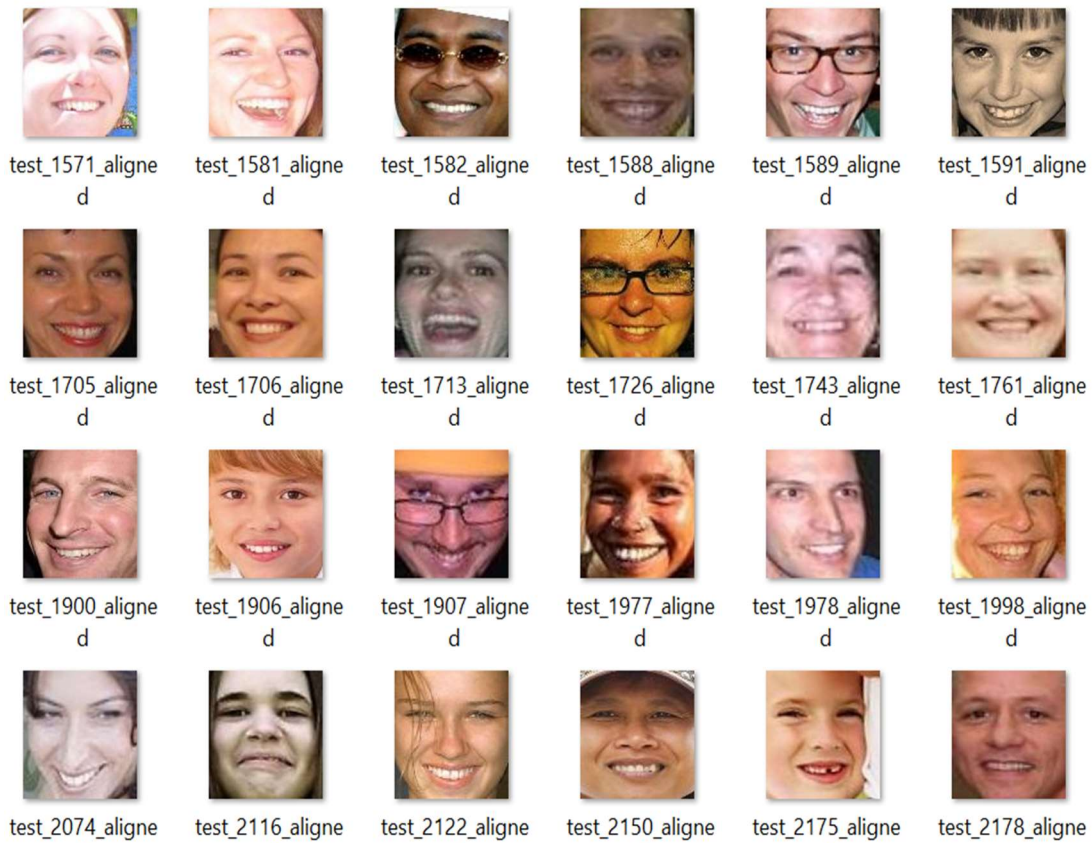 test_1571_aligne
d
test_1581_aligne
d
test_1582_aligne
d
test_1588_aligne
d
test_1589_aligne
d
test_1591_aligne
d
test_1705_aligne
d
test_1706_aligne
d
test_1713_aligne
d
test_1726_aligne
d
test_1743_aligne
d
test_1761_aligne
d
test_1900_aligne
d
test_1906_aligne
d
test_1907_aligne
d
test_1977_aligne
d
test_1978_aligne
d
test_1998_aligne
d
test_2074_aligne
test_2116_aligne
test_2122_aligne
test_2150_aligne
test_2175_aligne
test_2178_aligne